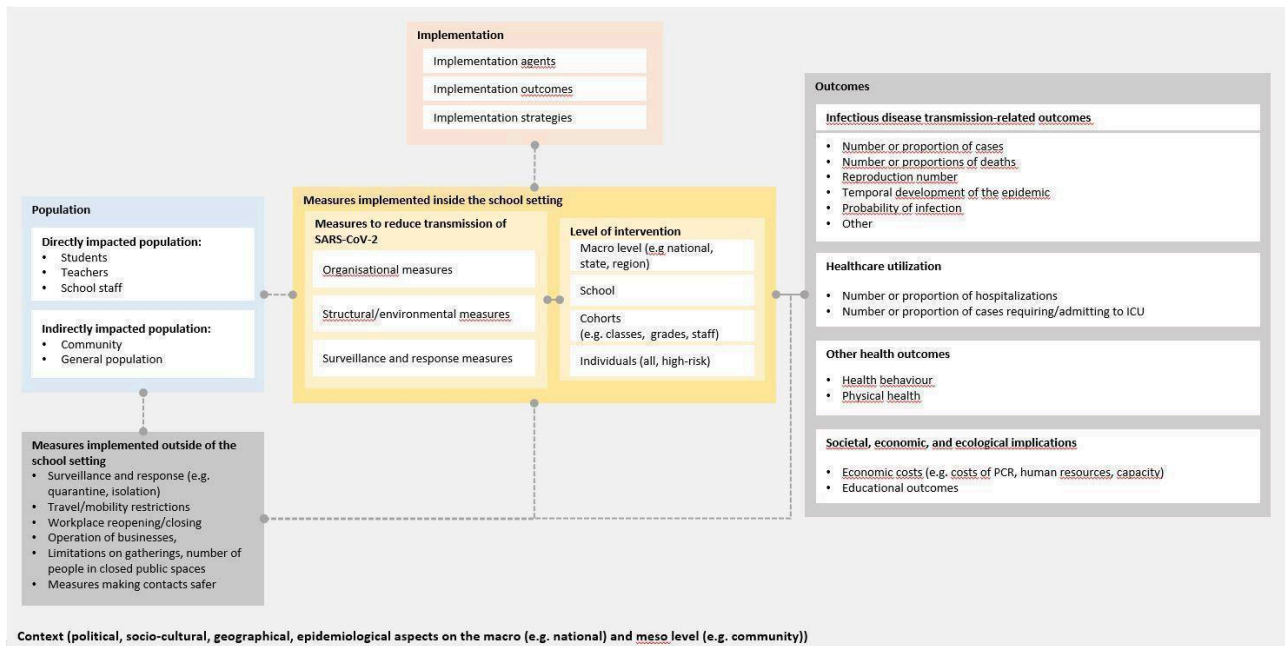 Implementation
Implementation agents
Implementation outcomes
Implementation strategies
Population
Directly impacted population:
• Students
• Teachers
• School staff
Indirectly impacted population:
• Community
• General population
Measures implemented outside of the
school setting
• Surveillance and response (e.g.
quarantine, isolation)
• Travel/mobility restrictions
• Workplace reopening/closing
• Operation of businesses,
• Limitations on gatherings, number of
people in closed public spaces
• Measures making contacts safer
Measures implemented inside the school setting
Measures to reduce transmission of
SARS-CoV-2
Organisational measures
Structural/environmental measures
Surveillance and response measures
Level of intervention
Macro level (e.g national,
state, region)
School
Cohorts
(e.g. classes, grades, staff)
Individuals (all, high-risk)
Outcomes
Infectious disease transmission-related outcomes
• Number or proportion of cases
• Number or proportions of deaths
• Reproduction number
• Temporal development of the epidemic
• Probability of infection
• Other
Healthcare utilization
• Number or proportion of hospitalizations
• Number or proportion of cases requiring/admitting to ICU
Other health outcomes
• Health behaviour
• Physical health
Societal, economic, and ecological implications
• Economic costs (e.g. costs of PCR, human resources, capacity)
• Educational outcomes
Context (political, socio-cultural, geographical, epidemiological aspects on the macro (e.g. national) and meso level (e.g. community))